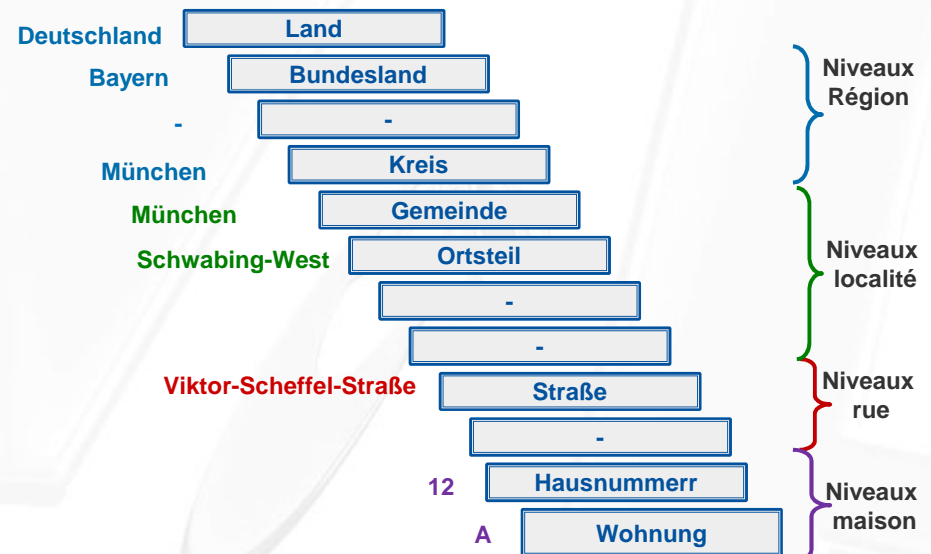 Deutschland Land
Bayern Bundesland
Niveaux
Région
- -
München Kreis
München Gemeinde
Schwabing-West Ortsteil
Niveaux
localité
-
-
Viktor-Scheffel-Straße Straße
Niveaux
rue
-
12 Hausnummerr
Niveaux
maison
A Wohnung